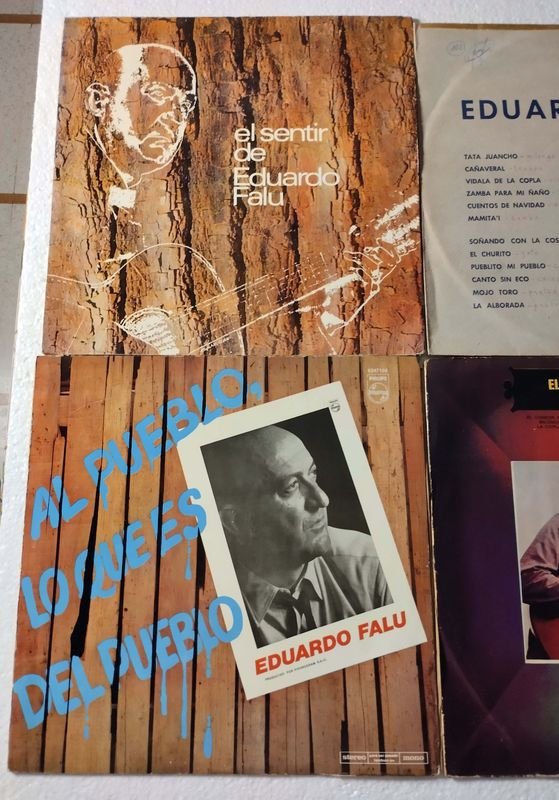 el sentir
de
Eduardo
Falú
EDUAR
TATA JUANCHO
CAÑAVERAL
VIDALA DE LA COPLA
ZAMBA PARA MI ÑAÑO
CUENTOS DE NAVIDAD
MAMITA'I
SOÑANDO CON LA COS
EL CHURITO
PUEBLITO MI PUEBLO
CANTO SIN ECO
MOJO TORO
LA ALBORADA
PHILIPS
AL PUEBLO,
LO QUE ES
DEL PUEBLO
EDUARDO FALU
stereo
mono
EL